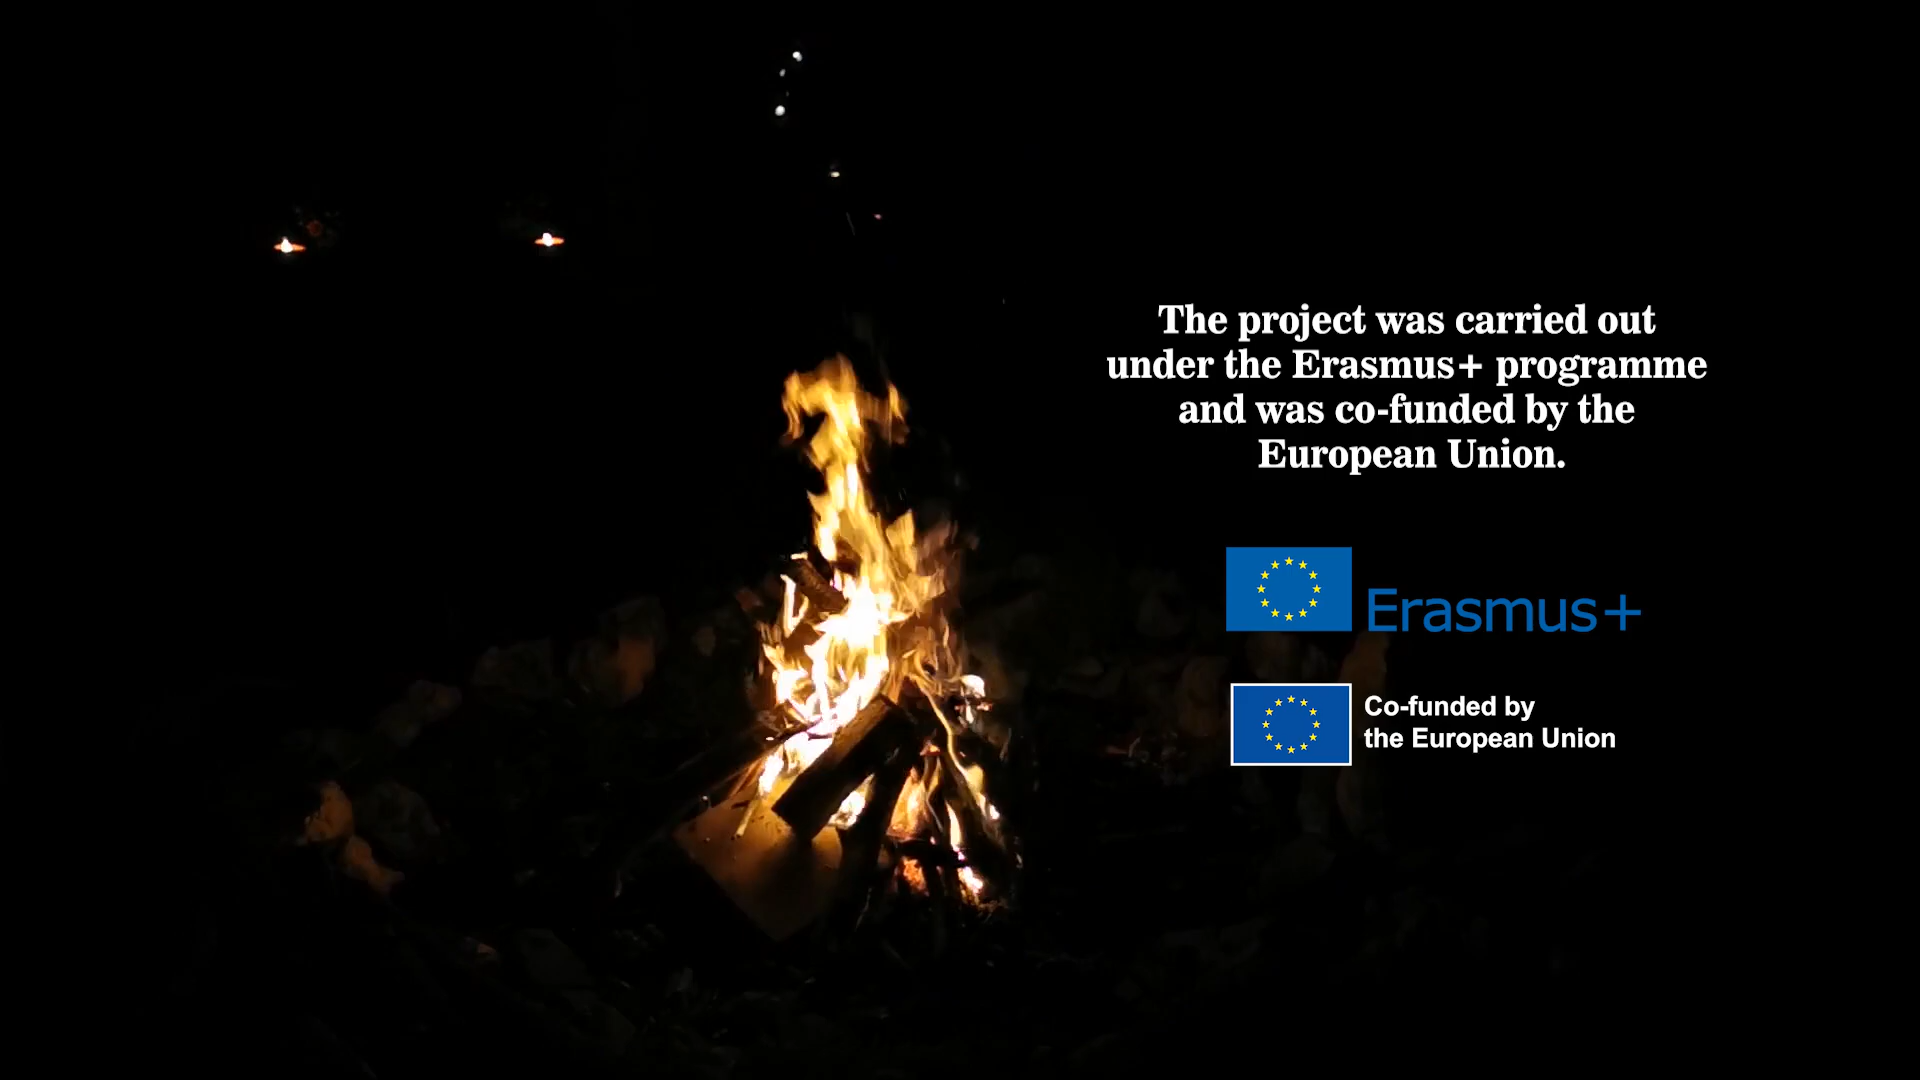 The project was carried out
under the Erasmus+ programme
and was co-funded by the
European Union.
Erasmus+
Co-funded by
the European Union